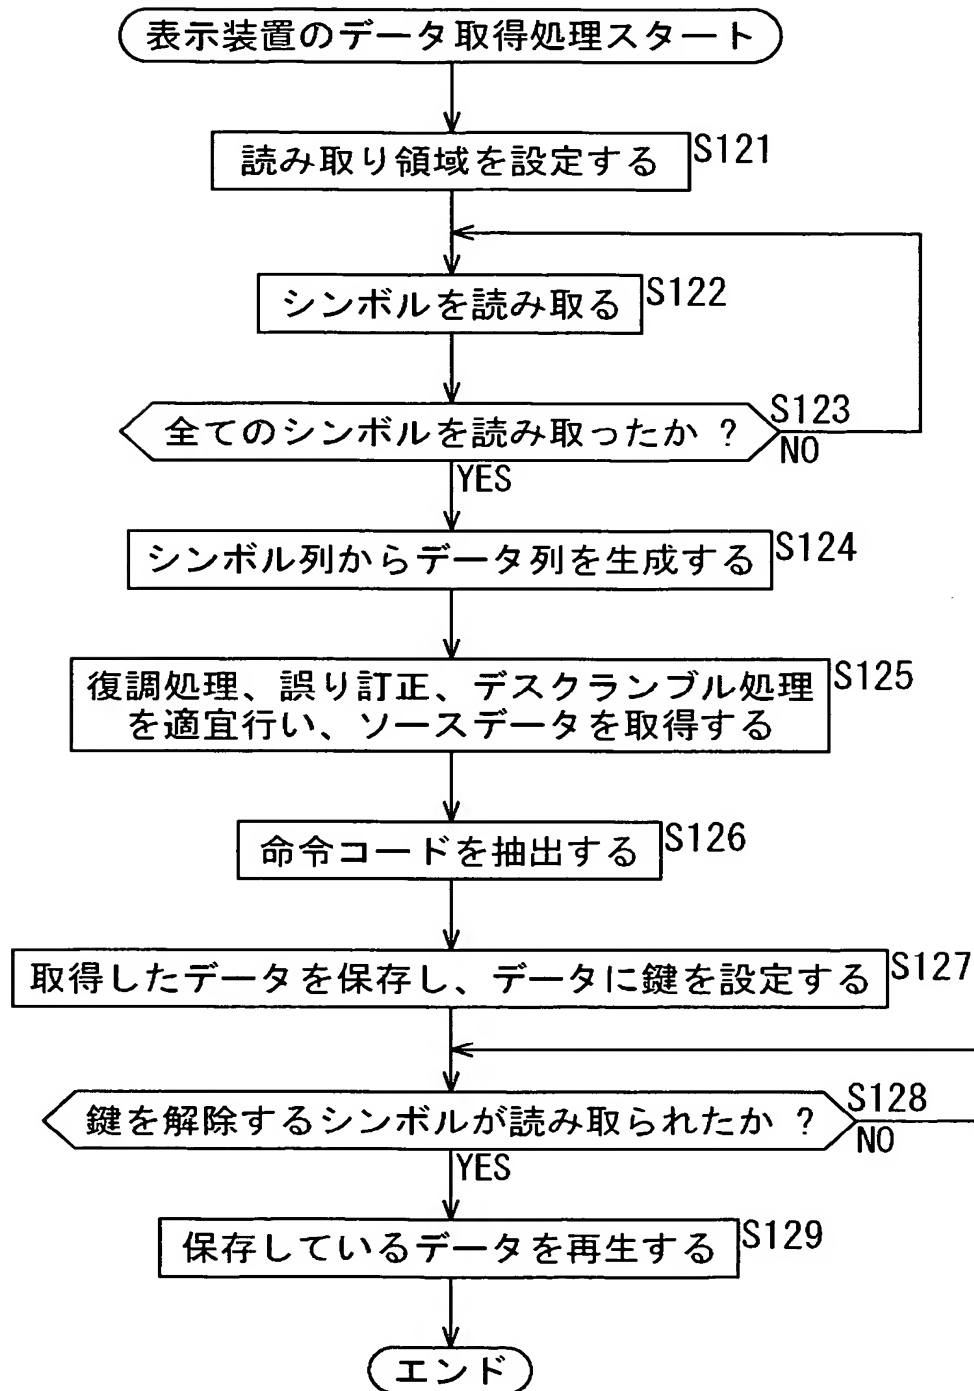 表示装置のデータ取得処理スタート
読み取り領域を設定する S121
シンボルを読み取る S122
全てのシンボルを読み取ったか ? S123
NO
YES
シンボル列からデータ列を生成する S124
復調処理、誤り訂正、デスクランブル処理 S125
を適宜行い、ソースデータを取得する
命令コードを抽出する S126
取得したデータを保存し、データに鍵を設定する S127
鍵を解除するシンボルが読み取られたか ? S128
NO
YES
保存しているデータを再生する S129
エンド